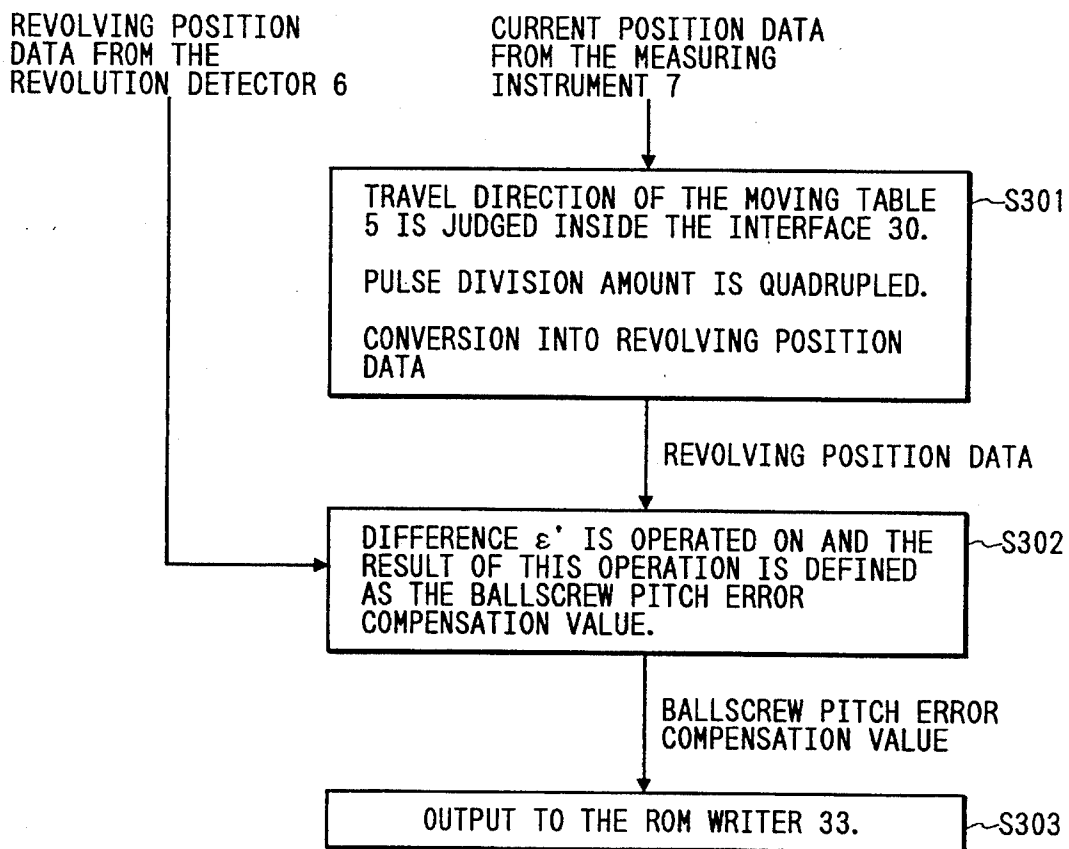 REVOLVING POSITION
DATA FROM THE
REVOLUTION DETECTOR 6
CURRENT POSITION DATA
FROM THE MEASURING
INSTRUMENT 7
TRAVEL DIRECTION OF THE MOVING TABLE
5 IS JUDGED INSIDE THE INTERFACE 30.
PULSE DIVISION AMOUNT IS QUADRUPLED.
CONVERSION INTO REVOLVING POSITION
DATA
S301
REVOLVING POSITION DATA
DIFFERENCE ε' IS OPERATED ON AND THE
RESULT OF THIS OPERATION IS DEFINED
AS THE BALLSCREW PITCH ERROR
COMPENSATION VALUE.
S302
BALLSCREW PITCH ERROR
COMPENSATION VALUE
OUTPUT TO THE ROM WRITER 33.
S303